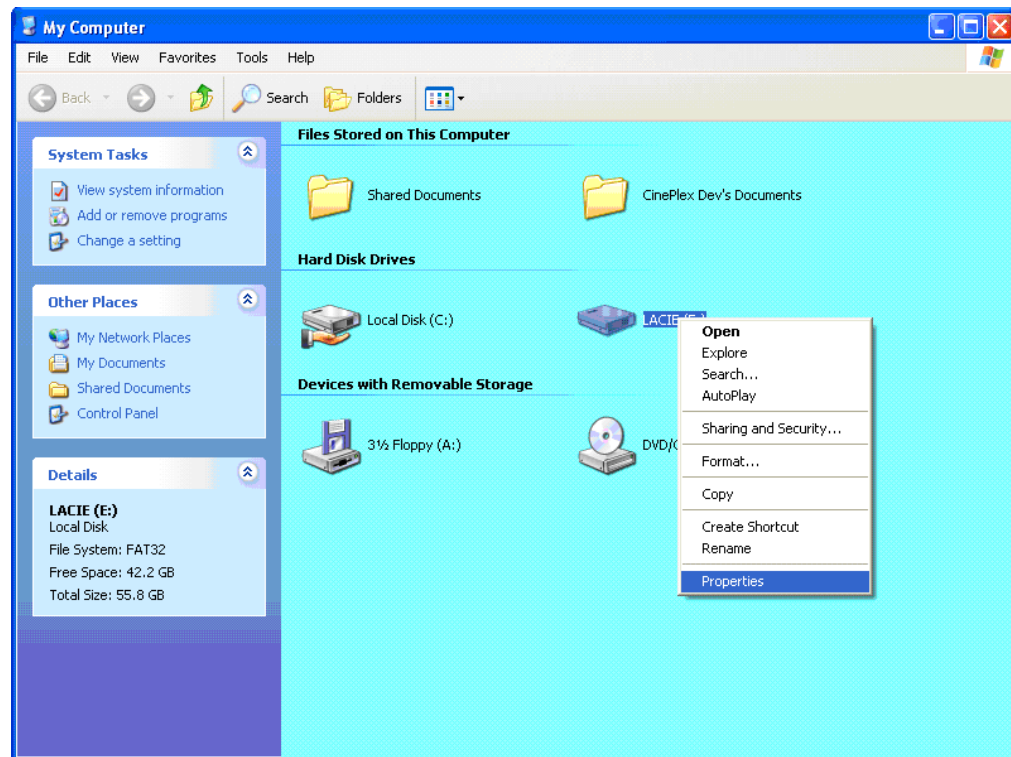 My Computer
File Edit View Favorites Tools Help
Back Search Folders
System Tasks
View system information
Add or remove programs
Change a setting
Other Places
My Network Places
My Documents
Shared Documents
Control Panel
Details
LACIE (E:)
Local Disk
File System: FAT32
Free Space: 42.2 GB
Total Size: 55.8 GB
Files Stored on This Computer
Shared Documents
CinePlex Dev's Documents
Hard Disk Drives
Local Disk (C:)
LACIE
Devices with Removable Storage
3½ Floppy (A:)
Open
Explore
Search...
AutoPlay
Sharing and Security...
Format...
Copy
Create Shortcut
Rename
Properties